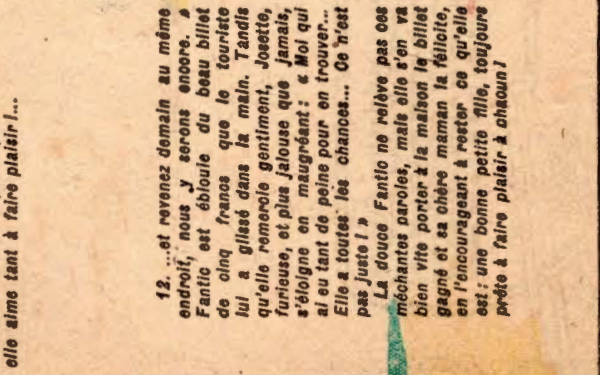 elle aime tant à faire plaisir !...
12. ...et revenez demain au même
endroit, nous y serons encore. »
Fantic est éblouie du beau billet
de cinq francs que le touriste
lui a glissé dans la main. Tandis
qu'elle remercie gentiment, Josette,
furieuse, et plus jalouse que jamais,
s'éloigne en maugréant : « Moi qui
ai eu tant de peine pour en trouver...
Elle a toutes les chances... Ce n'est
pas juste ! »
La douce Fantic ne relève pas ces
méchantes paroles, mais elle s'en va
bien vite porter à la maison le billet
gagné et sa chère maman la félicite,
en l'encourageant à rester ce qu'elle
est : une bonne petite fille, toujours
prête à faire plaisir à chacun !